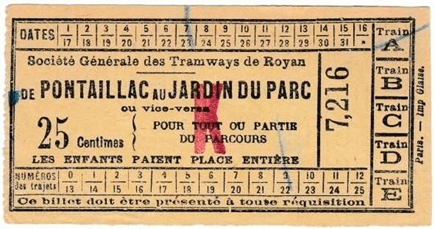 DATES 1 2 3 4 5 6 7 8 9 10 11 12 13 14 15 16
17 18 19 20 21 22 23 24 25 26 27 28 29 30 31
Société Générale des Tramways de Royan
DE PONTAILLAC AU JARDIN DU PARC
ou vice-versa
25 Centimes
POUR TOUT OU PARTIE
DU PARCOURS
LES ENFANTS PAIENT PLACE ENTIÈRE
K
NUMÉROS des trajets
0 1 2 3 4 5 6 7 8 9 10 11 12
13 14 15 16 17 18 19 20 21 22 23 24 25
Ce billet doit être présenté à toute réquisition
7,216
Train A
Train B
Train C
Train D
Train E
Paris. — Imp Glaise.